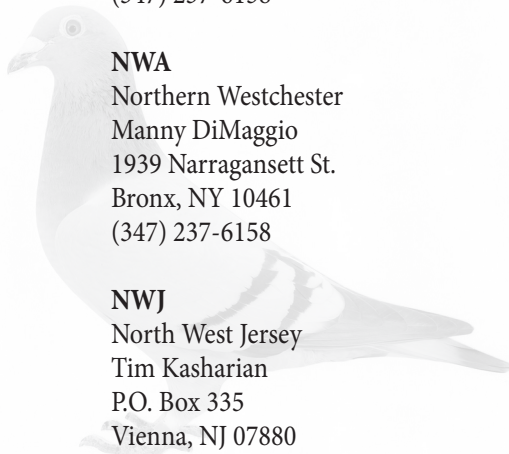 NWA
Northern Westchester
Manny DiMaggio
1939 Narragansett St.
Bronx, NY 10461
(347) 237-6158
NWJ
North West Jersey
Tim Kasharian
P.O. Box 335
Vienna, NJ 07880